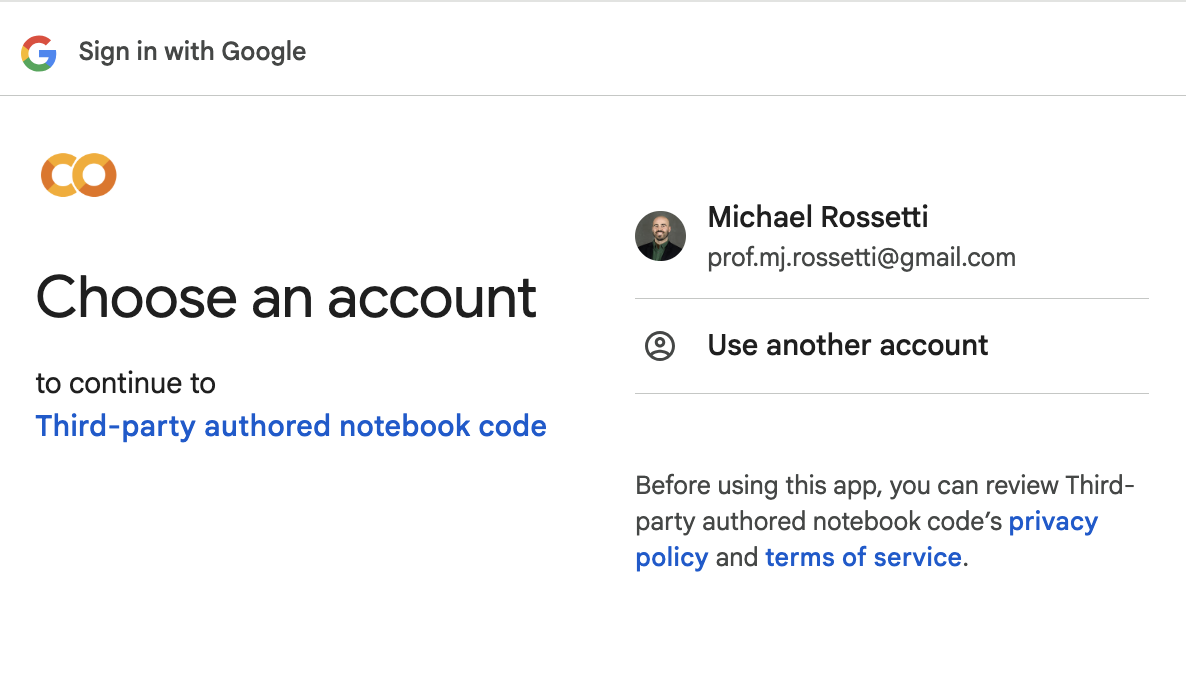 Sign in with Google
Choose an account
to continue to
Third-party authored notebook code
Michael Rossetti
prof.mj.rossetti@gmail.com
Use another account
Before using this app, you can review Third-
party authored notebook code’s privacy
policy and terms of service.